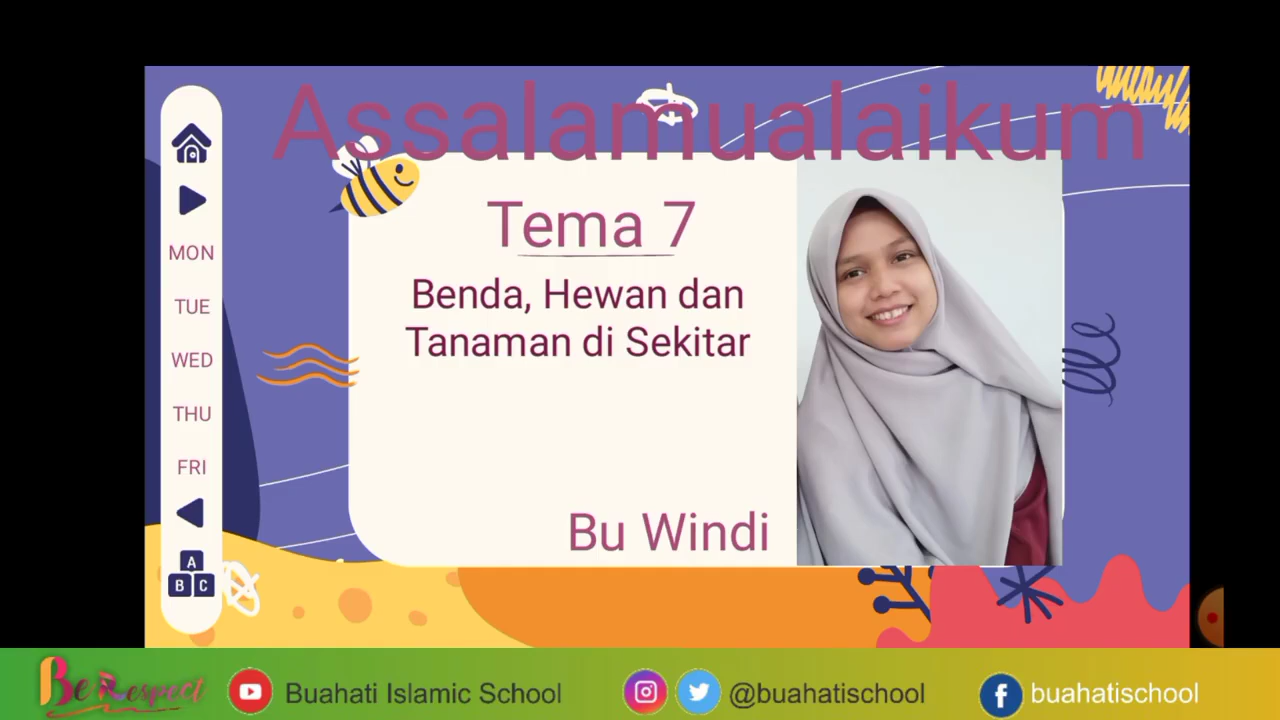 Assalamualaikum
Tema 7
Benda, Hewan dan
Tanaman di Sekitar
Bu Windi
MON
TUE
WED
THU
FRI
A
B C
Be Respect
Buahati Islamic School
@buahatischool
buahatischool